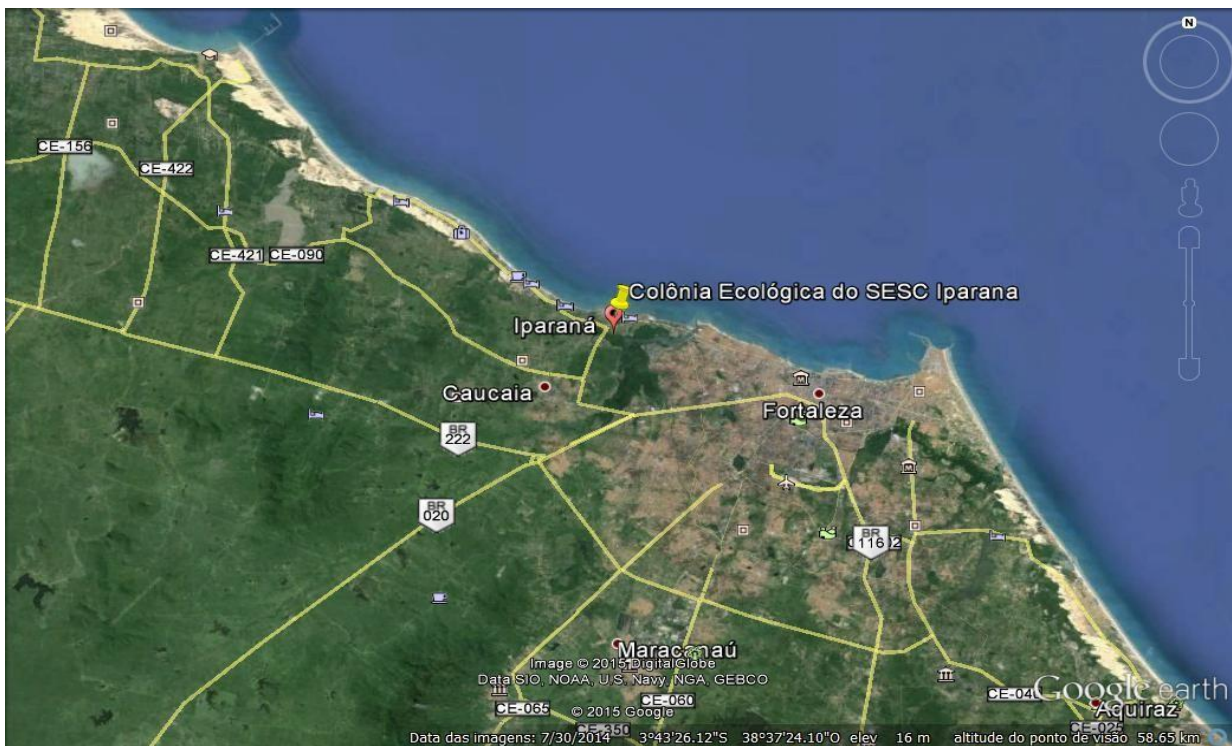 N
CE-156
CE-422
CE-421
CE-090
Colônia Ecológica do SESC Iparana
Iparaná
Caucaia
Fortaleza
BR
222
BR
020
BR
116
Maracanaú
Image © 2015 DigitalGlobe
Data SIO, NOAA, U.S. Navy, NGA, GEBCO
CE-060
CE-040
Google earth
CE-065
© 2015 Google
Aquiraz
CE-350
CE-025
Data das imagens: 7/30/2014 3°43'26.12"S 38°37'24.10"O elev 16 m altitude do ponto de visão 58.65 km